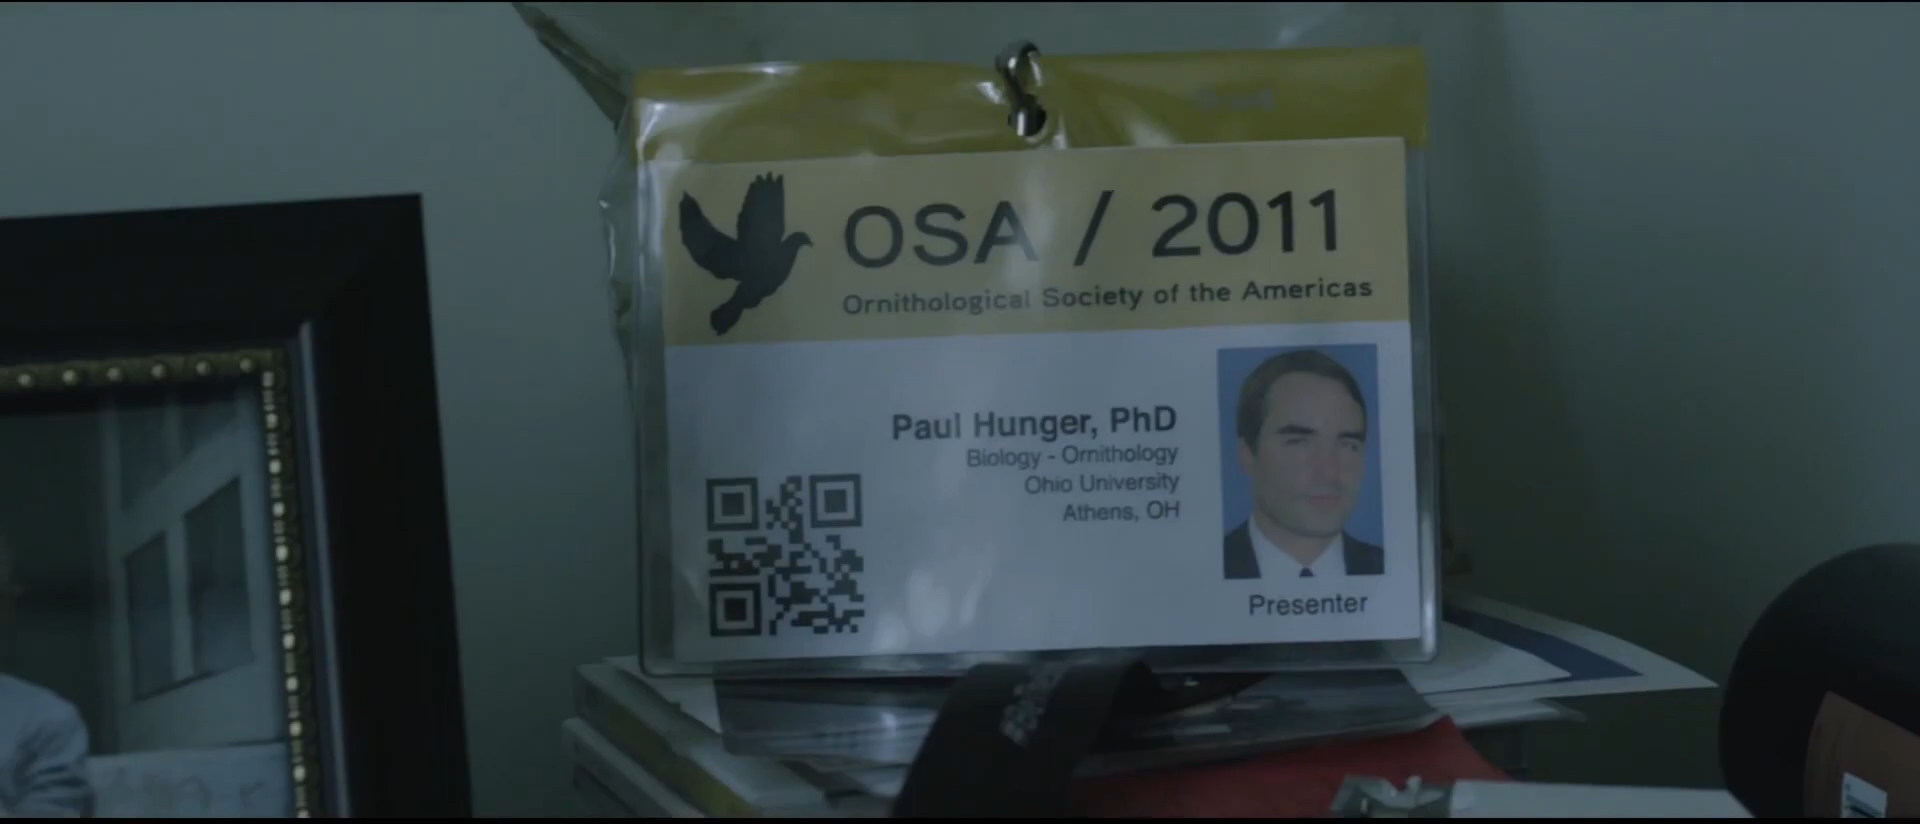 OSA / 2011
Ornithological Society of the Americas
Paul Hunger, PhD
Biology - Ornithology
Ohio University
Athens, OH
Presenter